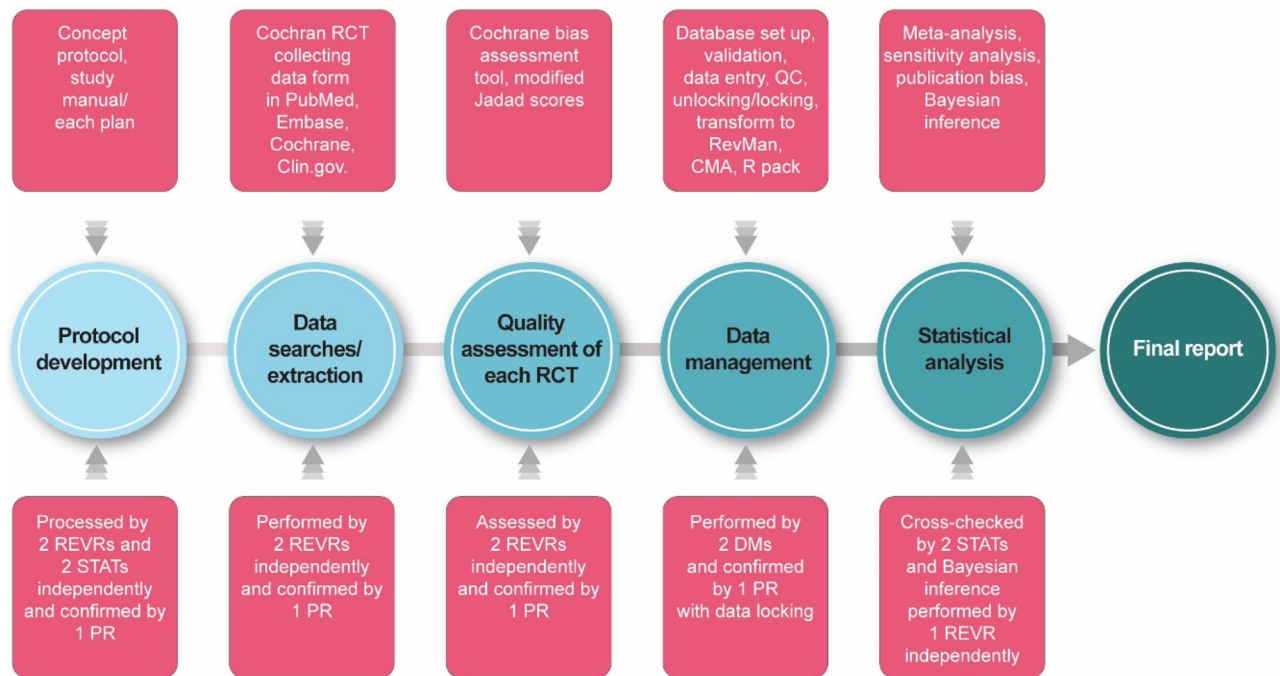 Concept
protocol,
study
manual/
each plan
Cochran RCT
collecting
data form
in PubMed,
Embase,
Cochrane,
Clin.gov.
Cochrane bias
assessment
tool, modified
Jadad scores
Database set up,
validation,
data entry, QC,
unlocking/locking,
transform to
RevMan,
CMA, R pack
Meta-analysis,
sensitivity analysis,
publication bias,
Bayesian
inference
Protocol
development
Data
searches/
extraction
Quality
assessment of
each RCT
Data
management
Statistical
analysis
Final report
Processed by
2 REVRs and
2 STATs
independently
and confirmed by
1 PR
Performed by
2 REVRs
independently
and confirmed by
1 PR
Assessed by
2 REVRs
independently
and confirmed by
1 PR
Performed by
2 DMs
and confirmed
by 1 PR
with data locking
Cross-checked
by 2 STATs
and Bayesian
inference
performed by
1 REVR
independently